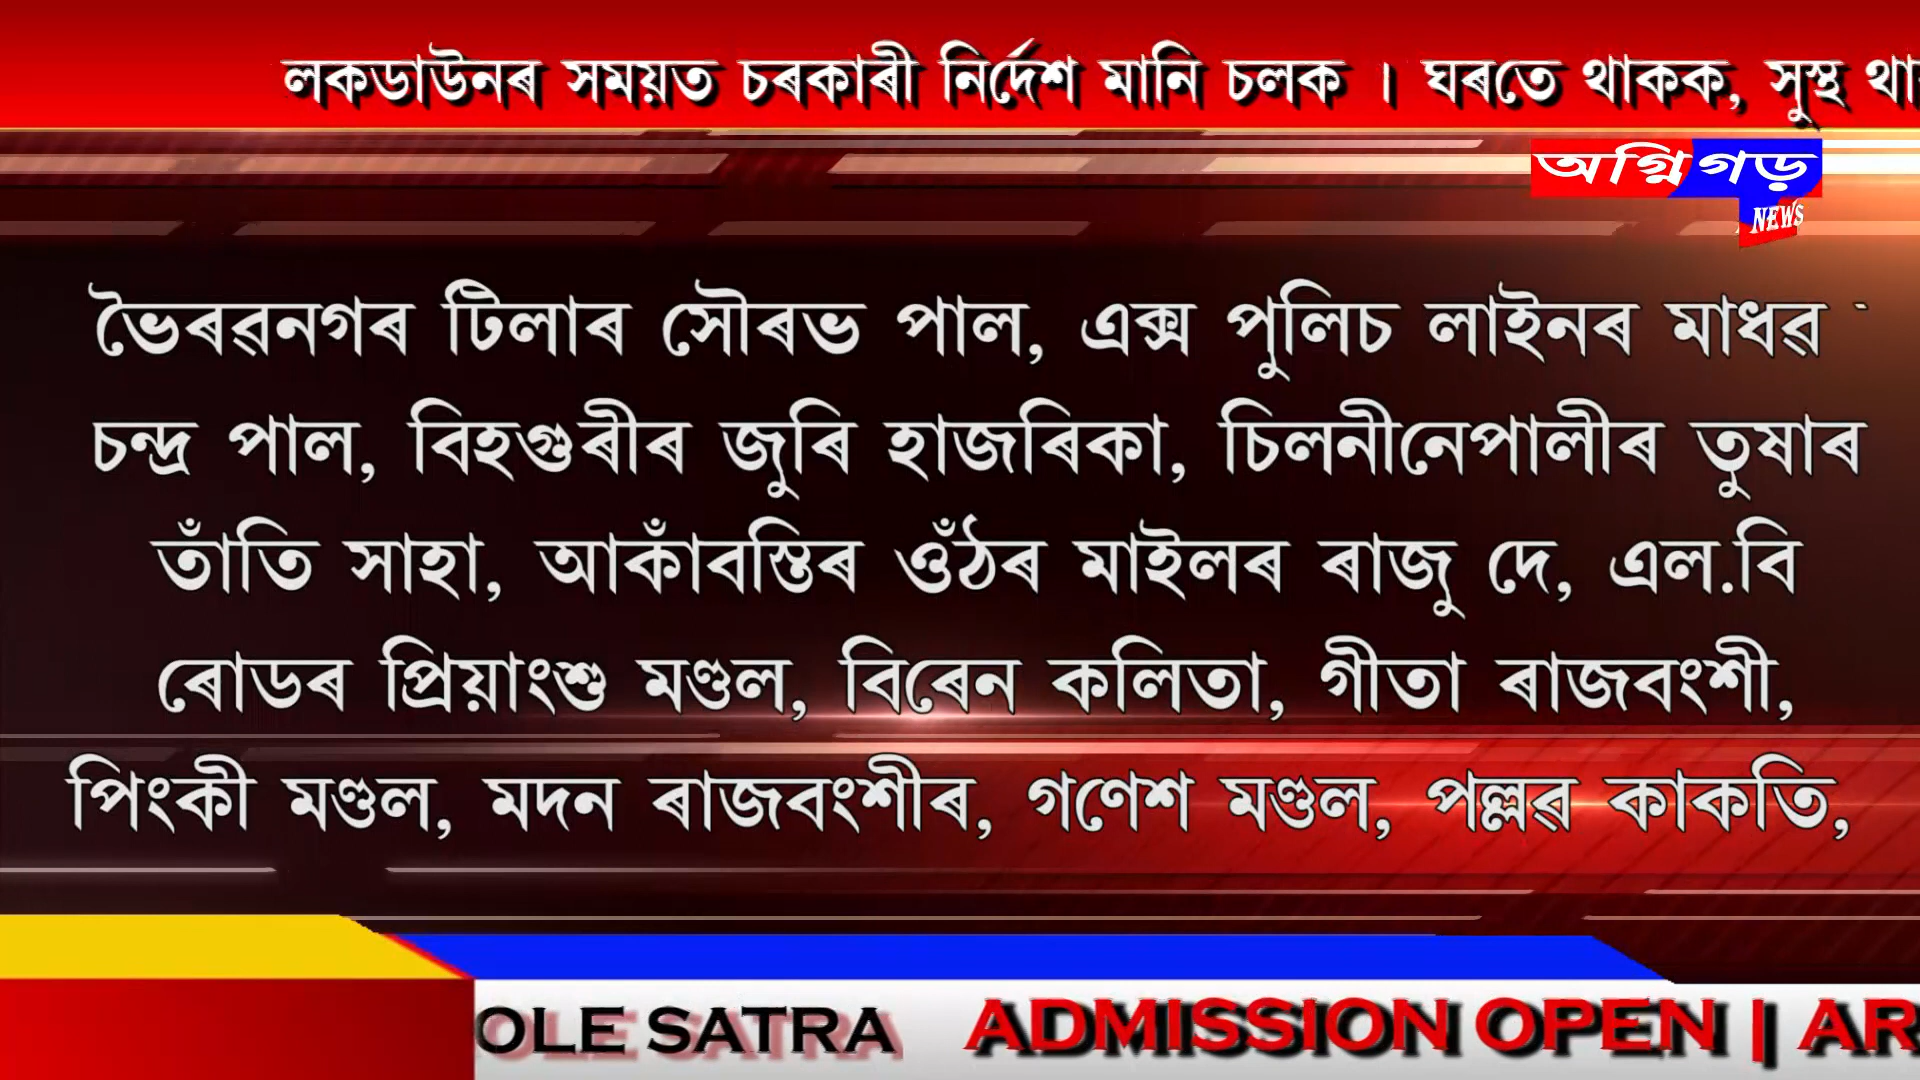 লকডাউনৰ সময়ত চৰকাৰী নিৰ্দেশ মানি চলক । ঘৰতে থাকক, সুস্থ
অগ্নিগড়
NEWS
ভৈৰৱনগৰ টিলাৰ সৌৰভ পাল, এক্স পুলিচ লাইনৰ মাধৱ
চন্দ্ৰ পাল, বিহগুৰীৰ জুৰি হাজৰিকা, চিলনীনেপালীৰ তুষাৰ
তাঁতি সাহা, আকাঁবস্তিৰ ওঁঠৰ মাইলৰ ৰাজু দে, এল.বি
ৰোডৰ প্ৰিয়াংশু মণ্ডল, বিৰেন কলিতা, গীতা ৰাজবংশী,
পিংকী মণ্ডল, মদন ৰাজবংশীৰ, গণেশ মণ্ডল, পল্লৱ কাকতি,
OLE SATRA ADMISSION OPEN | AR